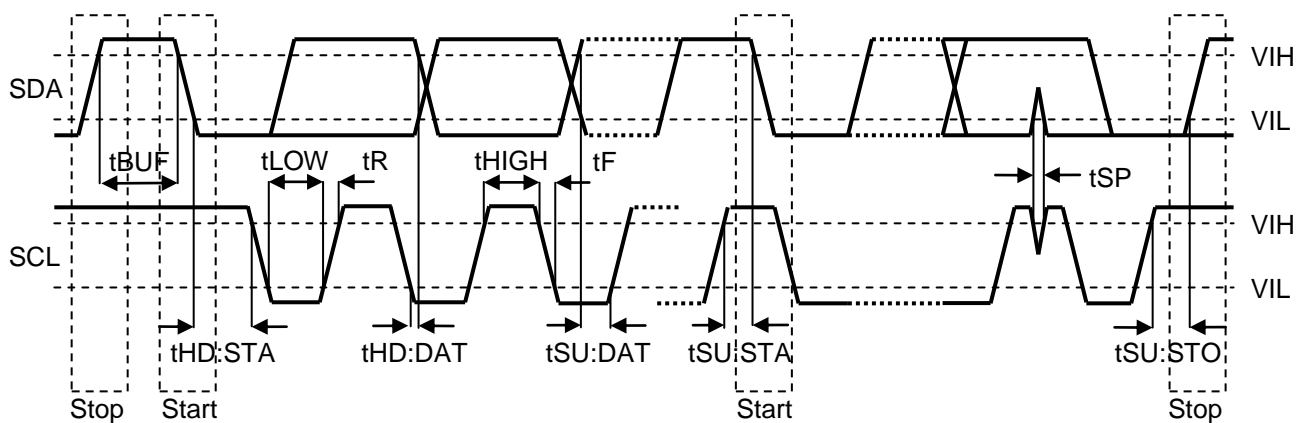 VIH
SDA
VIL
tBUF tLOW tR tHIGH tF tSP
VIH
SCL
VIL
tHD:STA tHD:DAT tSU:DAT tSU:STA tSU:STO
Stop Start Start Stop